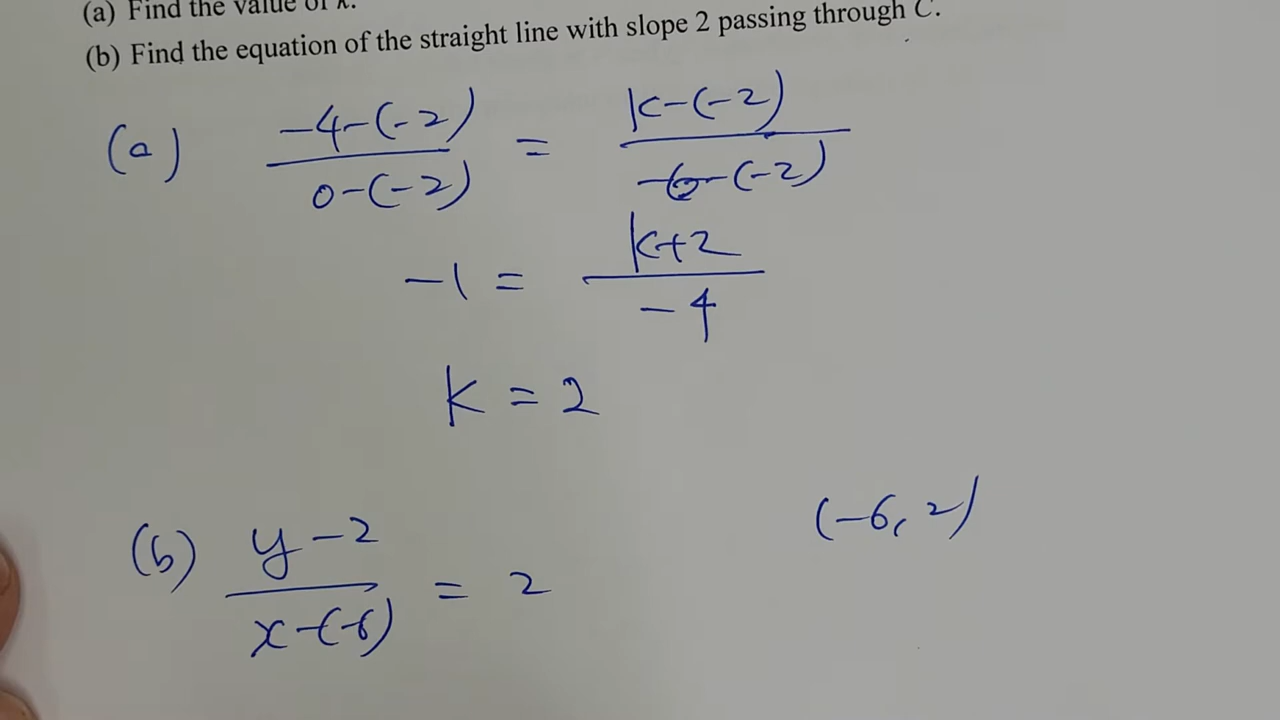 (a) Find the value of k.
(b) Find the equation of the straight line with slope 2 passing through C.
(a) -4-(-2) / 0-(-2) = k-(-2) / -6-(-2)
-1 = k+2 / -4
k = 2
(-6, 2)
(b) y-2 / x-(-6) = 2